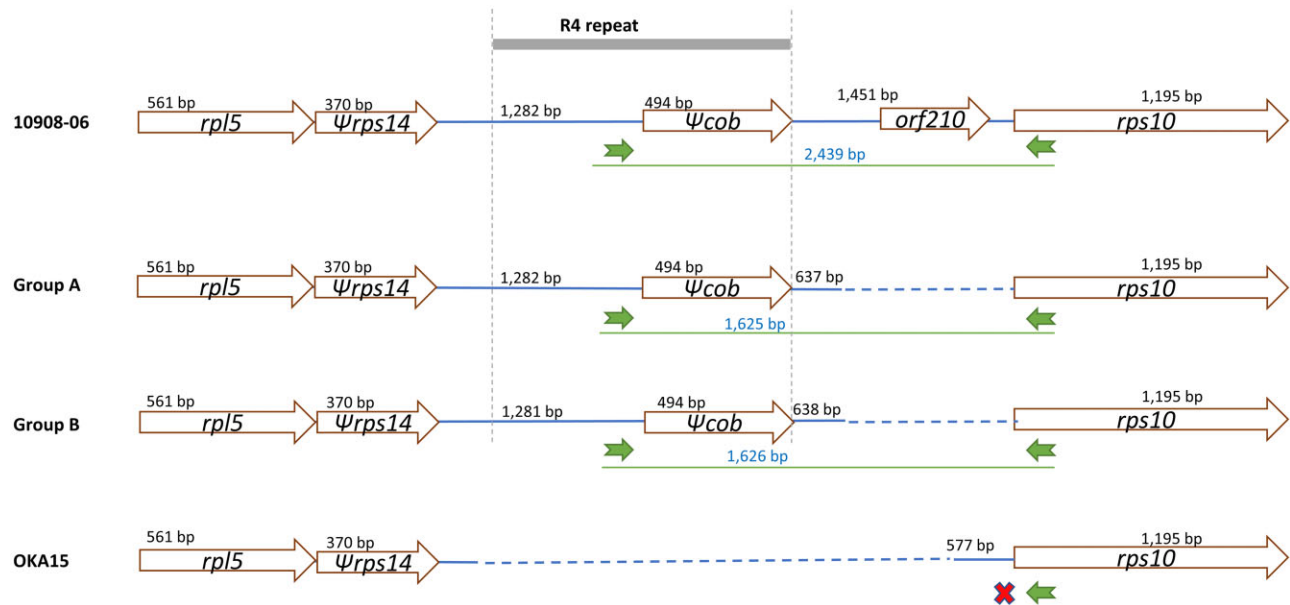 R4 repeat
10908-06
561 bp 370 bp 1,282 bp 494 bp 1,451 bp 1,195 bp
rpl5 Ψrps14 Ψcob orf210 rps10
2,439 bp
Group A
561 bp 370 bp 1,282 bp 494 bp 637 bp 1,195 bp
rpl5 Ψrps14 Ψcob rps10
1,625 bp
Group B
561 bp 370 bp 1,281 bp 494 bp 638 bp 1,195 bp
rpl5 Ψrps14 Ψcob rps10
1,626 bp
OKA15
561 bp 370 bp 577 bp 1,195 bp
rpl5 Ψrps14 rps10